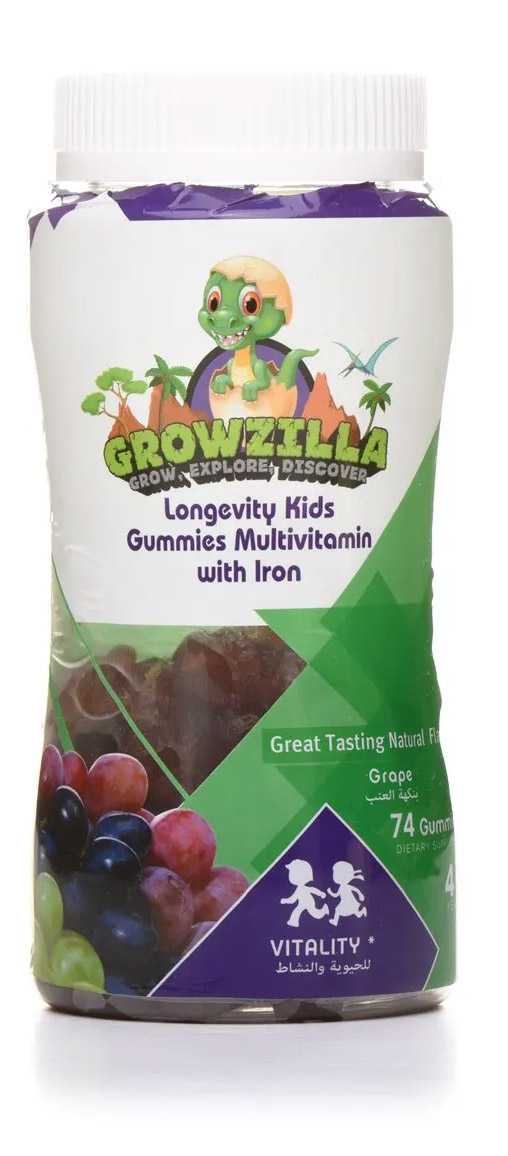 GROWZILLA
GROW, EXPLORE, DISCOVER
Longevity Kids
Gummies Multivitamin
with Iron
Great Tasting Natural
Grape
بنكهة العنب
74
DIETARY
VITALITY *
للحيوية والنشاط